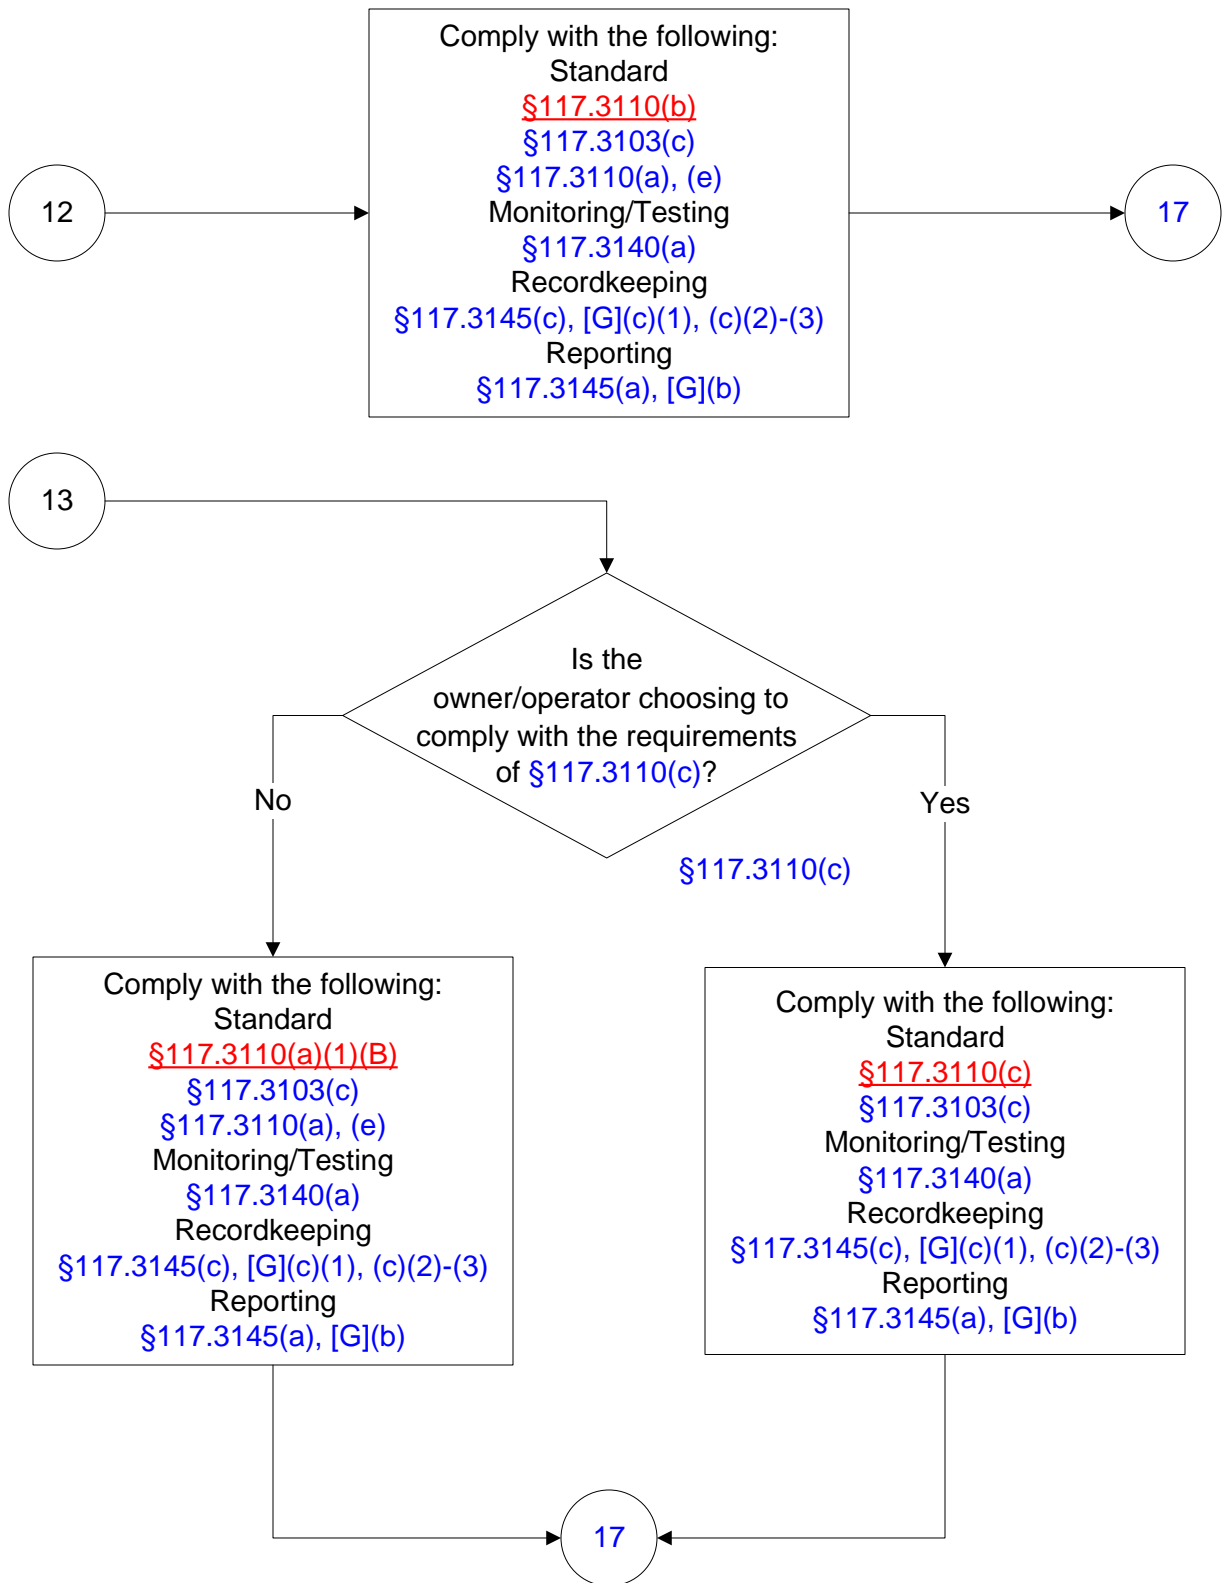 Comply with the following:
Standard
§117.3110(b)
§117.3103(c)
§117.3110(a), (e)
Monitoring/Testing
§117.3140(a)
Recordkeeping
§117.3145(c), [G](c)(1), (c)(2)-(3)
Reporting
§117.3145(a), [G](b)
12
17
13
Is the
owner/operator choosing to
comply with the requirements
of §117.3110(c)?
No
Yes
§117.3110(c)
Comply with the following:
Standard
§117.3110(a)(1)(B)
§117.3103(c)
§117.3110(a), (e)
Monitoring/Testing
§117.3140(a)
Recordkeeping
§117.3145(c), [G](c)(1), (c)(2)-(3)
Reporting
§117.3145(a), [G](b)
Comply with the following:
Standard
§117.3110(c)
§117.3103(c)
Monitoring/Testing
§117.3140(a)
Recordkeeping
§117.3145(c), [G](c)(1), (c)(2)-(3)
Reporting
§117.3145(a), [G](b)
17